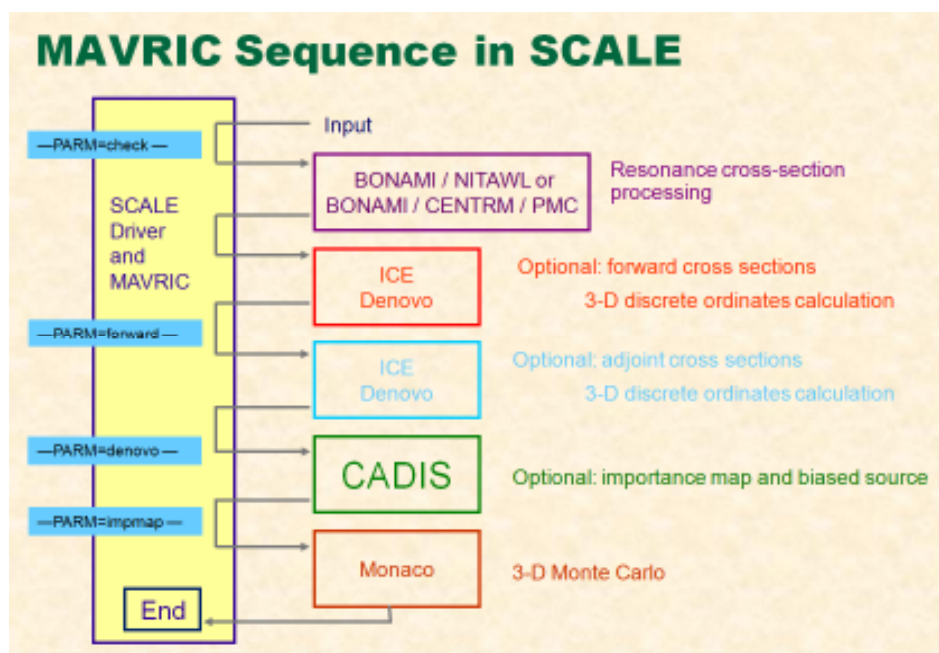 MAVRIC Sequence in SCALE
Input
—PARM=check —
BONAMI / NITAWL or
BONAMI / CENTRM / PMC
Resonance cross-section
processing
SCALE
Driver
and
MAVRIC
ICE
Denovo
Optional: forward cross sections
3-D discrete ordinates calculation
—PARM=forward —
ICE
Denovo
Optional: adjoint cross sections
3-D discrete ordinates calculation
—PARM=denovo —
CADIS
Optional: importance map and biased source
—PARM=impmap —
Monaco
3-D Monte Carlo
End